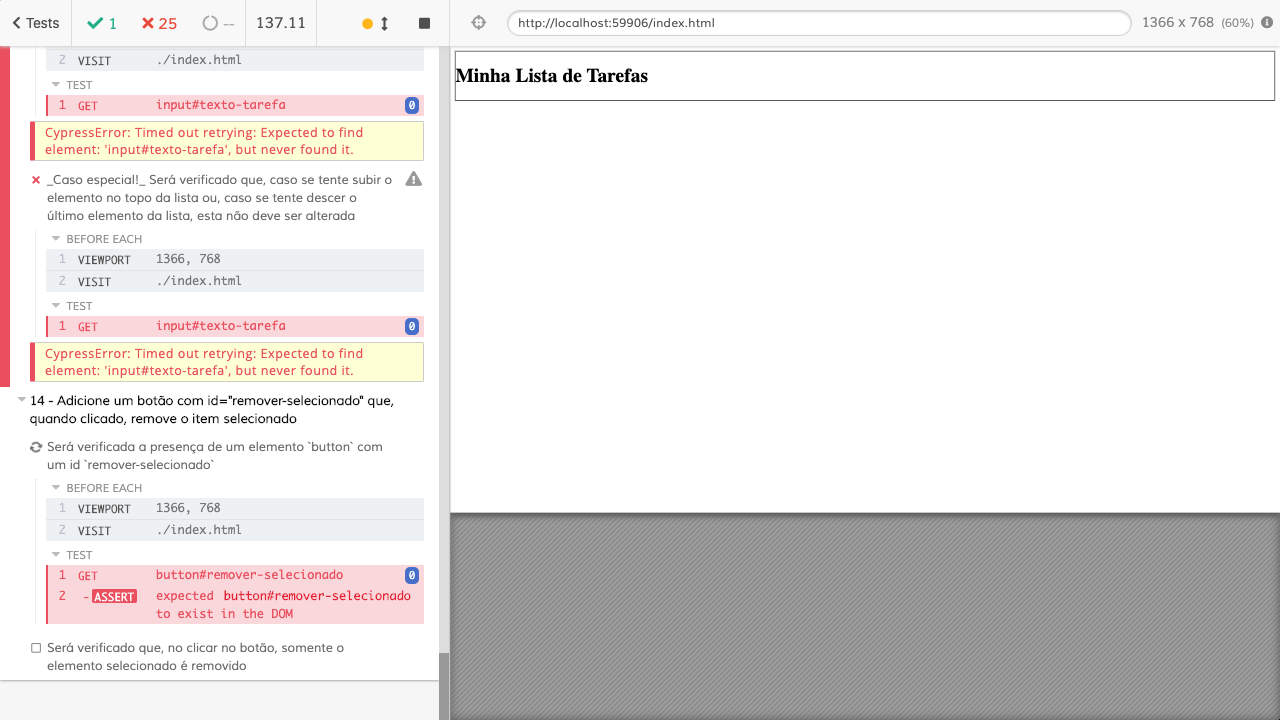 Tests 1 25 -- 137.11
http://localhost:59906/index.html 1366 x 768 (60%)
2 VISIT ./index.html
TEST
1 GET input#texto-tarefa 0
CypressError: Timed out retrying: Expected to find
element: 'input#texto-tarefa', but never found it.
_Caso especial!_ Será verificado que, caso se tente subir o
elemento no topo da lista ou, caso se tente descer o
último elemento da lista, esta não deve ser alterada
BEFORE EACH
1 VIEWPORT 1366, 768
2 VISIT ./index.html
TEST
1 GET input#texto-tarefa 0
CypressError: Timed out retrying: Expected to find
element: 'input#texto-tarefa', but never found it.
14 - Adicione um botão com id="remover-selecionado" que,
quando clicado, remove o item selecionado
Será verificada a presença de um elemento `button` com
um id `remover-selecionado`
BEFORE EACH
1 VIEWPORT 1366, 768
2 VISIT ./index.html
TEST
1 GET button#remover-selecionado 0
2 -ASSERT expected button#remover-selecionado
to exist in the DOM
Será verificado que, no clicar no botão, somente o
elemento selecionado é removido
Minha Lista de Tarefas